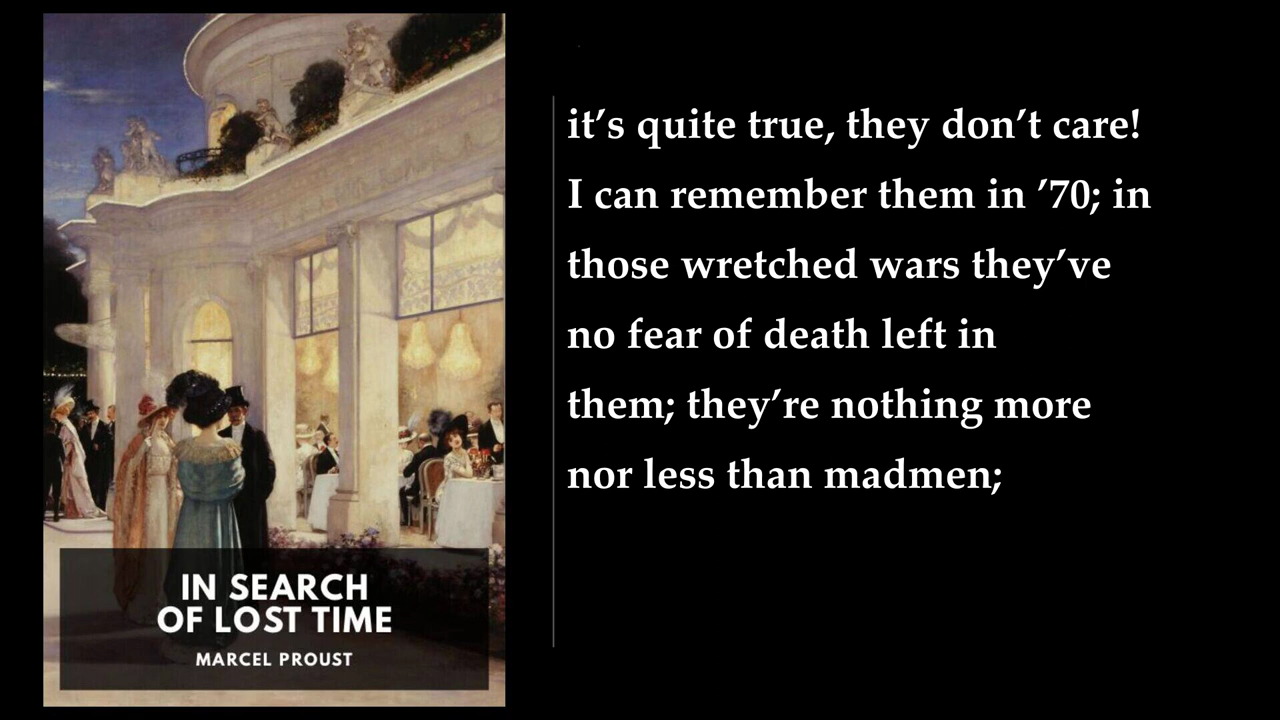 it’s quite true, they don’t care!
I can remember them in ’70; in
those wretched wars they’ve
no fear of death left in
them; they’re nothing more
nor less than madmen;
IN SEARCH
OF LOST TIME
MARCEL PROUST